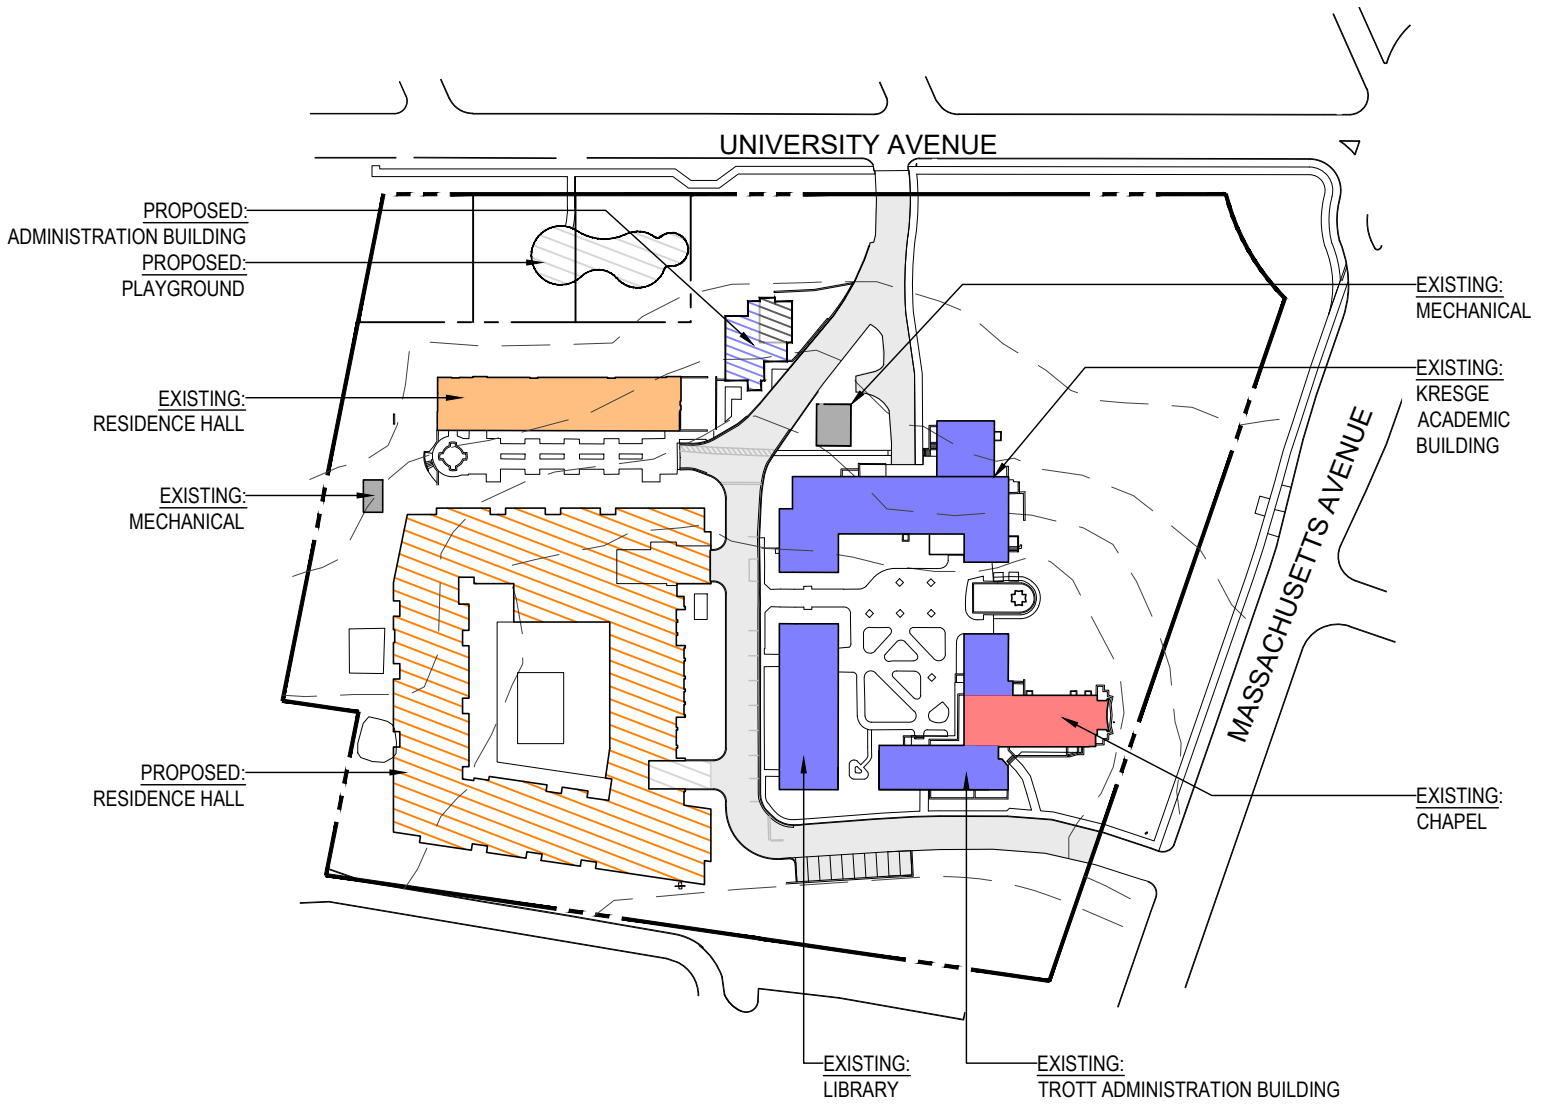 UNIVERSITY AVENUE
PROPOSED:
ADMINISTRATION BUILDING
PROPOSED:
PLAYGROUND
EXISTING:
MECHANICAL
EXISTING:
KRESGE
ACADEMIC
BUILDING
EXISTING:
RESIDENCE HALL
EXISTING:
MECHANICAL
MASSACHUSETTS AVENUE
PROPOSED:
RESIDENCE HALL
EXISTING:
CHAPEL
EXISTING:
LIBRARY
EXISTING:
TROTT ADMINISTRATION BUILDING